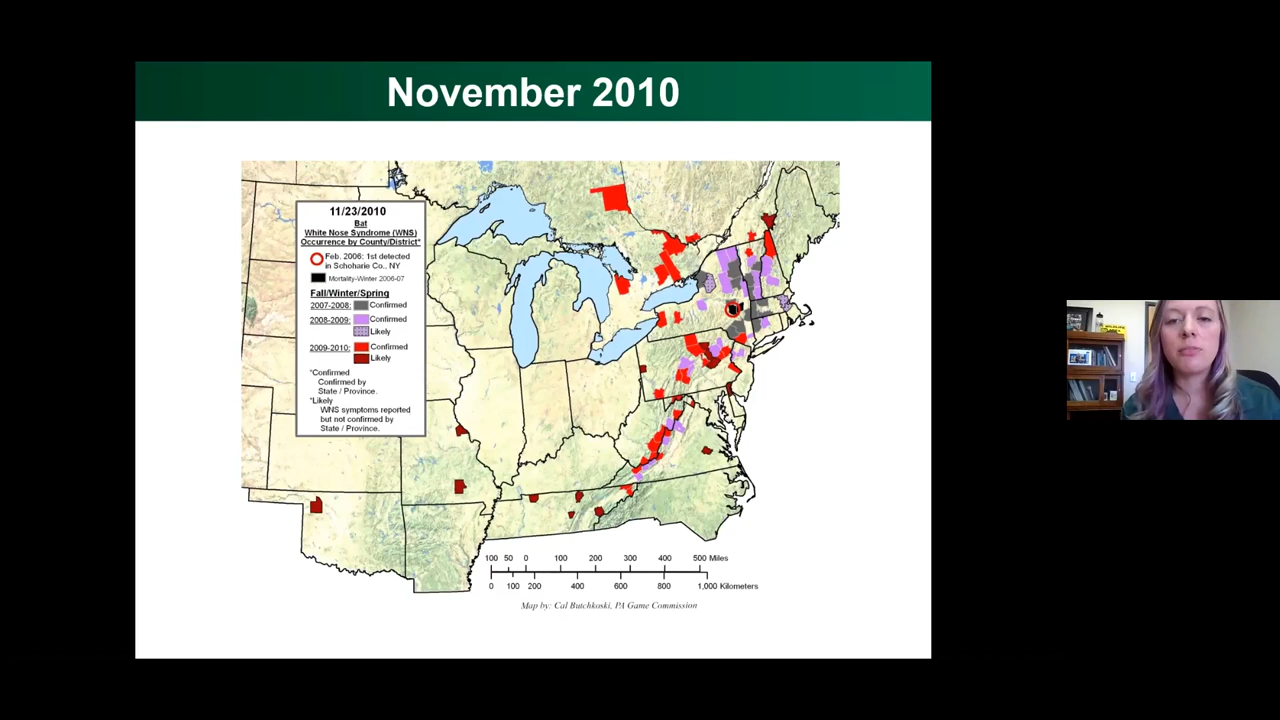 November 2010
11/23/2010
Bat
White Nose Syndrome (WNS)
Occurrence by County/District*
Feb. 2006: 1st detected
in Schoharie Co., NY
Mortality-Winter 2006-07
Fall/Winter/Spring
2007-2008: Confirmed
2008-2009: Confirmed
Likely
2009-2010: Confirmed
Likely
*Confirmed
Confirmed by
State / Province.
*Likely
WNS symptoms reported
but not confirmed by
State / Province.
100 50 0 100 200 300 400 500 Miles
0 100 200 400 600 800 1,000 Kilometers
Map by: Cal Butchkoski, PA Game Commission